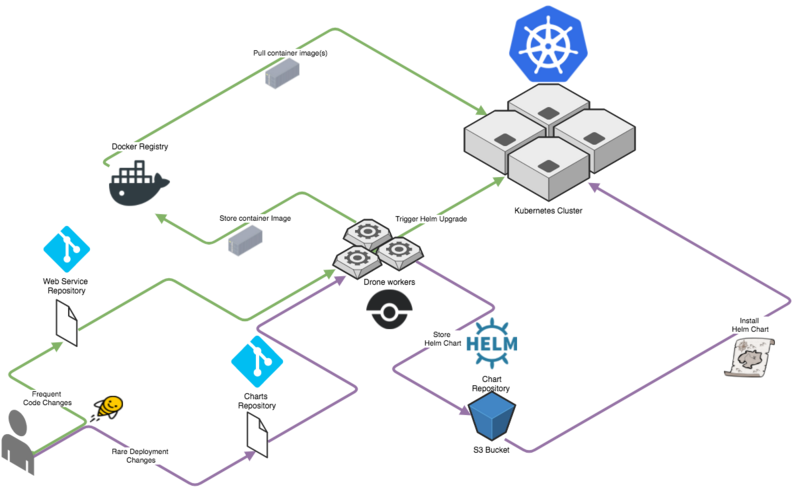 Pull container image(s)
Docker Registry
Kubernetes Cluster
Store container Image
Trigger Helm Upgrade
Web Service
Repository
Drone workers
Store
Helm Chart
HELM
Install
Helm Chart
Chart
Repository
Charts
Repository
Frequent
Code Changes
Rare Deployment
Changes
S3 Bucket